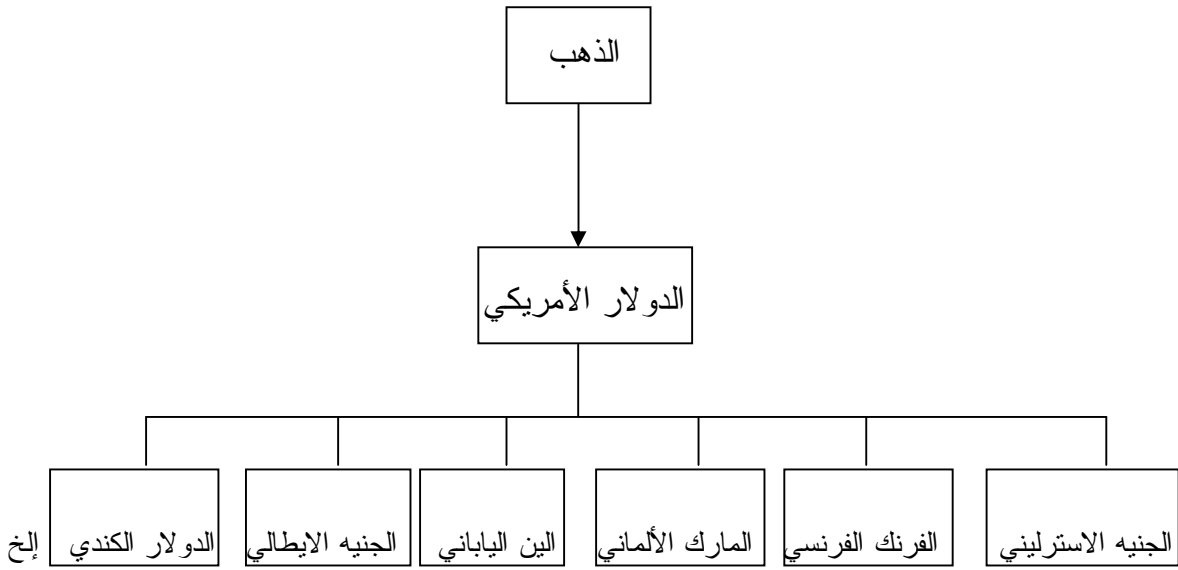 الذهب
الدولار الأمريكي
الجنيه الاسترليني
الفرنك الفرنسي
المارك الألماني
الين الياباني
الجنيه الايطالي
الدولار الكندي
إلخ